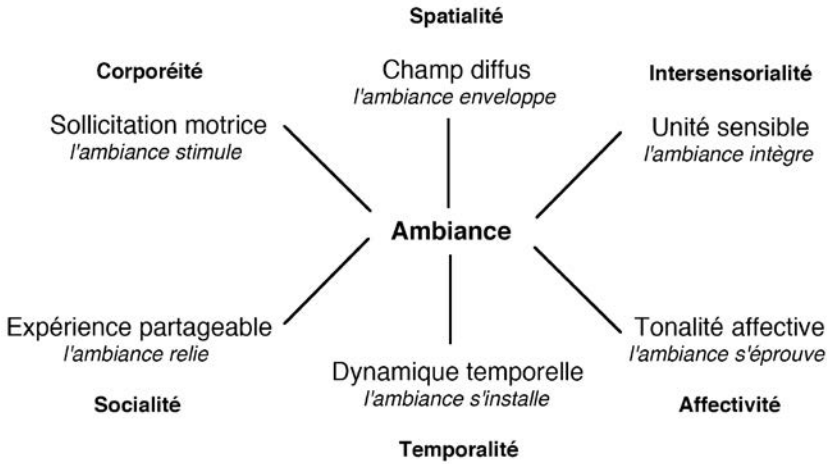 Spatialité
Corporéité
Champ diffus
l'ambiance enveloppe
Intersensorialité
Sollicitation motrice
l'ambiance stimule
Unité sensible
l'ambiance intègre
Ambiance
Expérience partageable
l'ambiance relie
Socialité
Dynamique temporelle
l'ambiance s'installe
Temporalité
Tonalité affective
l'ambiance s'éprouve
Affectivité